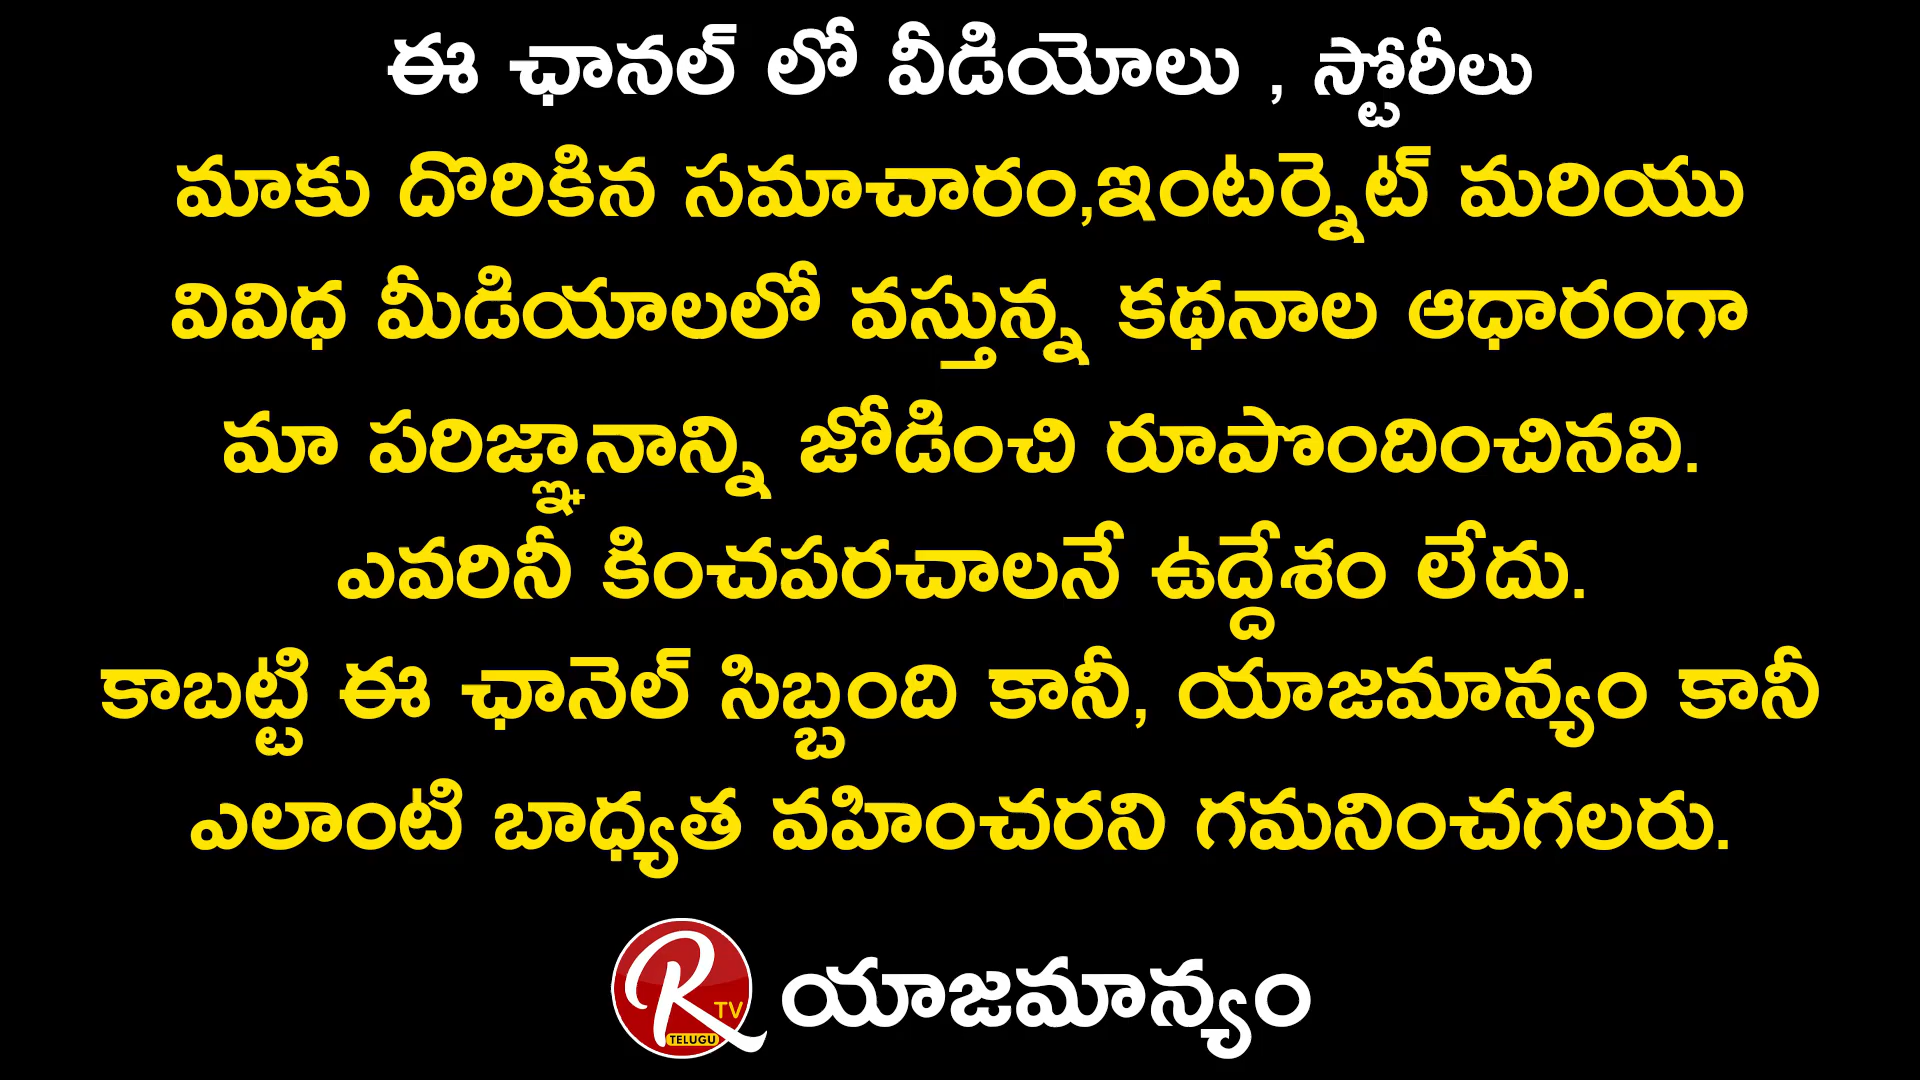 ఈ ఛానల్ లో వీడియోలు , స్టోరీలు
మాకు దొరికిన సమాచారం,ఇంటర్నెట్ మరియు
వివిధ మీడియాలలో వస్తున్న కథనాల ఆధారంగా
మా పరిజ్ఞానాన్ని జోడించి రూపొందించినవి.
ఎవరినీ కించపరచాలనే ఉద్దేశం లేదు.
కాబట్టి ఈ ఛానెల్ సిబ్బంది కానీ, యాజమాన్యం కానీ
ఎలాంటి బాధ్యత వహించరని గమనించగలరు.
R TV TELUGU యాజమాన్యం